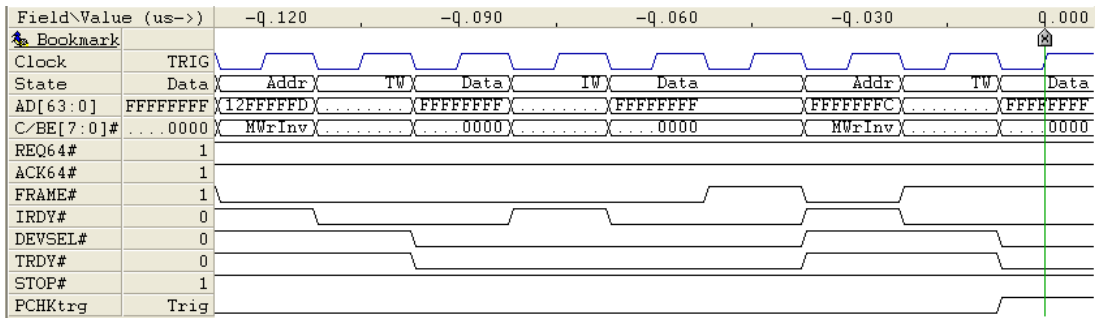 Field\Value (us->) -0.120 -0.090 -0.060 -0.030 0.000
Bookmark
Clock TRIG
State Data Addr TW Data IW Data Addr TW Data
AD[63:0] FFFFFFFF 12FFFFFD ........ FFFFFFFF ........ FFFFFFFF FFFFFFFC ........ FFFFFFFF
C/BE[7:0]# ....0000 MWrInv ........ ....0000 ........ ....0000 MWrInv ........ ....0000
REQ64# 1
ACK64# 1
FRAME# 1
IRDY# 0
DEVSEL# 0
TRDY# 0
STOP# 1
PCHKtrg Trig